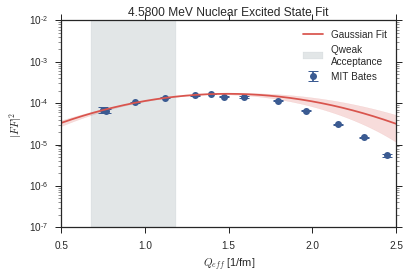 4.5800 MeV Nuclear Excited State Fit
10⁻²
10⁻³
10⁻⁴
10⁻⁵
10⁻⁶
10⁻⁷
|FF|²
Gaussian Fit
Qweak
Acceptance
MIT Bates
0.5 1.0 1.5 2.0 2.5
Q_eff [1/fm]